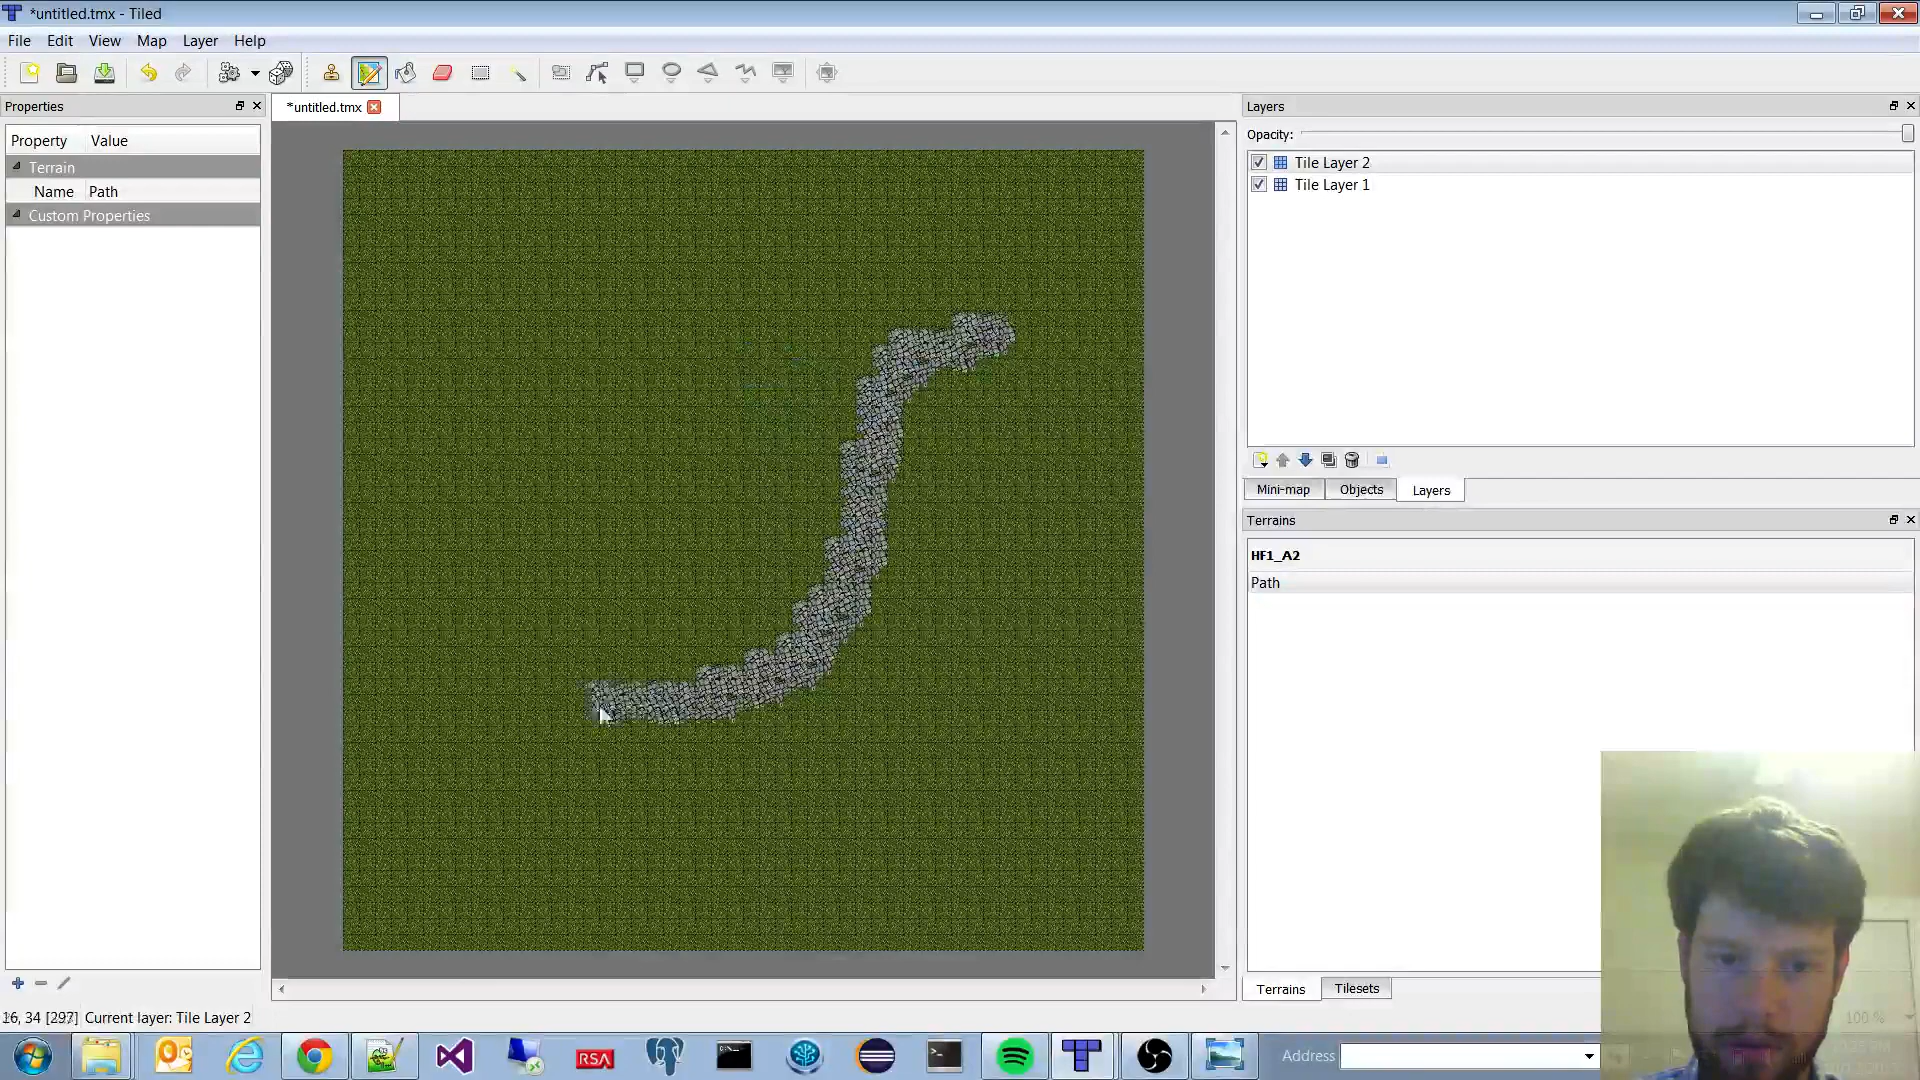 *untitled.tmx - Tiled
File Edit View Map Layer Help
Properties
*untitled.tmx
Layers
Property Value
Opacity:
Terrain
Tile Layer 2
Name Path
Tile Layer 1
Custom Properties
Mini-map Objects Layers
Terrains
HF1_A2
Path
Terrains Tilesets
26, 34 [297] Current layer: Tile Layer 2
100 %
RSA
Address